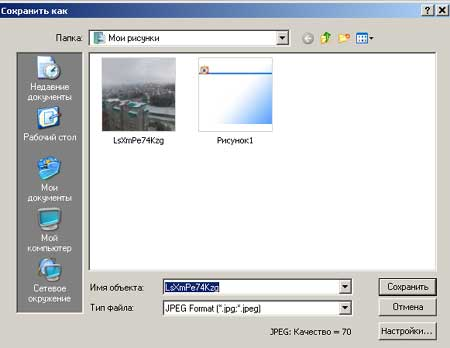 Сохранить как
Папка: Мои рисунки
Недавние
документы
Рабочий стол
Мои
документы
Мой
компьютер
Сетевое
окружение
LsXmPe74Kzg
Рисунок1
Имя объекта: LsXmPe74Kzg
Сохранить
Тип файла: JPEG Format (*.jpg;*.jpeg)
Отмена
JPEG: Качество = 70
Настройки...